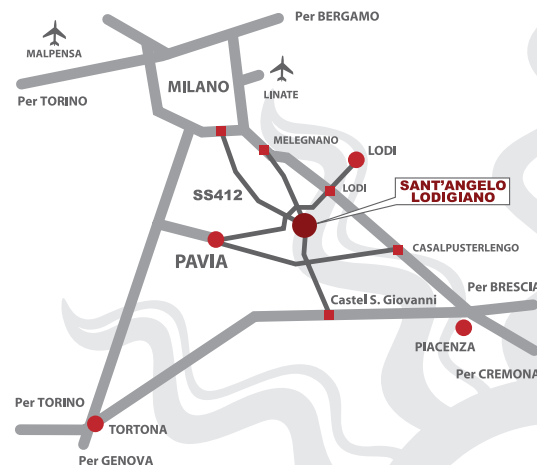 Per BERGAMO
MALPENSA
MILANO
LINATE
Per TORINO
MELEGNANO
LODI
LODI
SS412
SANT'ANGELO
LODIGIANO
CASALPUSTERLENGO
PAVIA
Per BRESCIA
Castel S. Giovanni
PIACENZA
Per CREMONA
Per TORINO
TORTONA
Per GENOVA